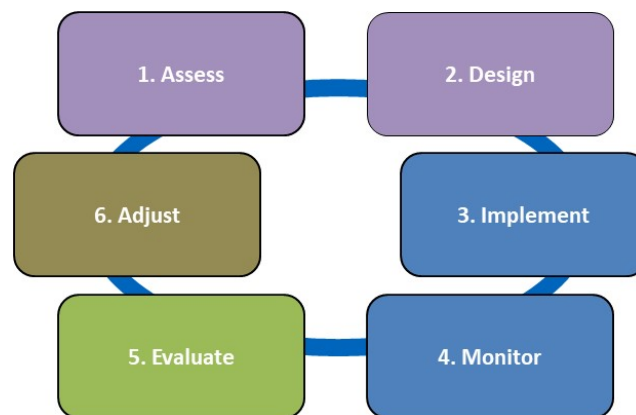 1. Assess
2. Design
3. Implement
4. Monitor
5. Evaluate
6. Adjust